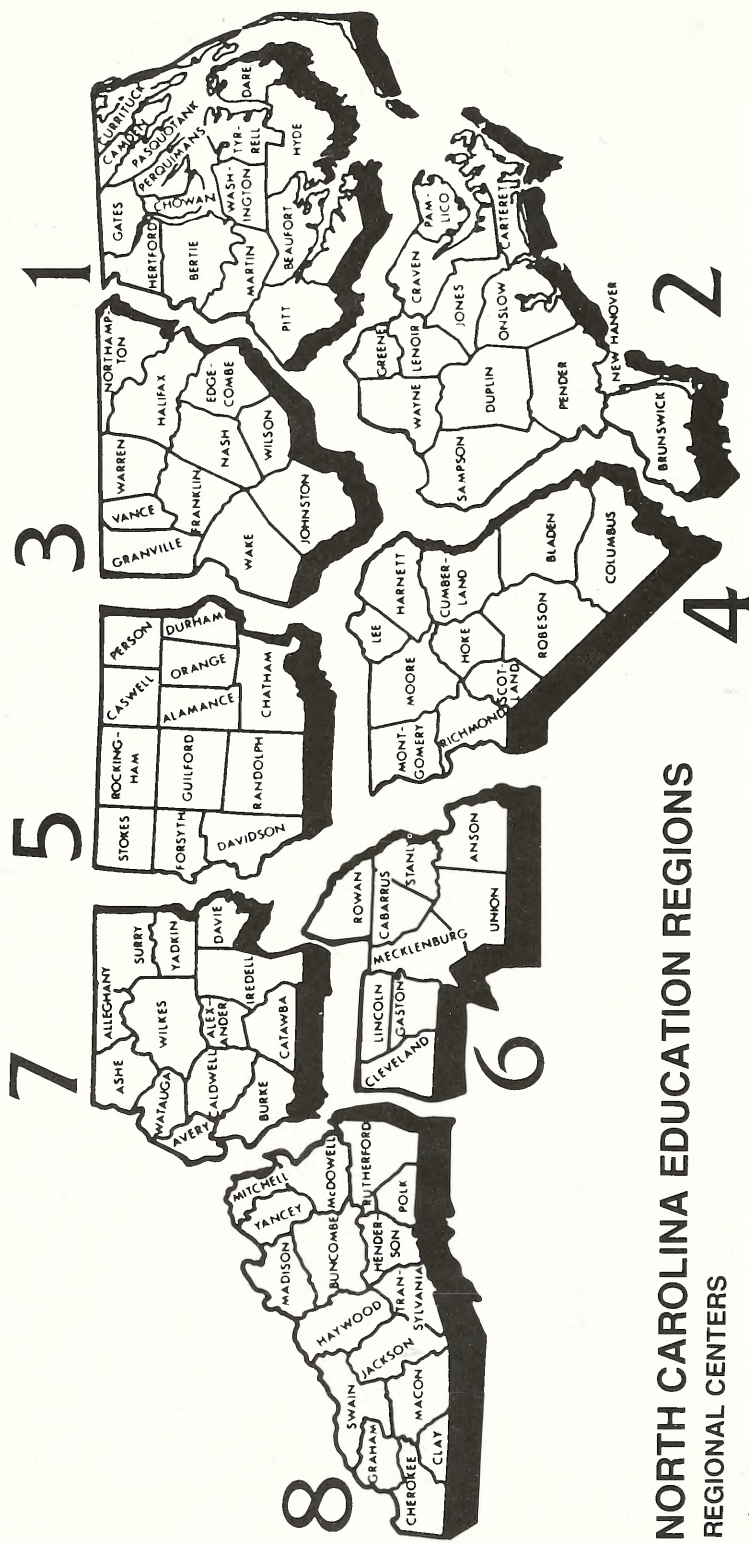 8
CHEROKEE
GRAHAM
SWAIN
CLAY
MACON
JACKSON
HAYWOOD
TRAN-
SYLVANIA
MADISON
BUNCOMBE
HENDER-
SON
YANCEY
MITCHELL
McDOWELL
RUTHERFORD
POLK
7
ASHE
ALLEGHANY
SURRY
WATAUGA
WILKES
YADKIN
AVERY
CALDWELL
ALEX-
ANDER
IREDELL
DAVIE
BURKE
CATAWBA
6
CLEVELAND
LINCOLN
GASTON
MECKLENBURG
ROWAN
CABARRUS
STANLY
UNION
ANSON
5
STOKES
ROCKING-
HAM
CASWELL
PERSON
FORSYTH
GUILFORD
ALAMANCE
ORANGE
DURHAM
DAVIDSON
RANDOLPH
CHATHAM
4
MONT-
GOMERY
MOORE
LEE
HARNETT
RICHMOND
HOKE
CUMBER-
LAND
SCOT-
LAND
ROBESON
BLADEN
COLUMBUS
3
GRANVILLE
VANCE
WARREN
NORTHAMP-
TON
HALIFAX
FRANKLIN
NASH
EDGE-
COMBE
WAKE
WILSON
JOHNSTON
1
GATES
CURRITUCK
CAMDEN
PASQUOTANK
PERQUIMANS
HERTFORD
CHOWAN
BERTIE
WASH-
INGTON
TYR-
RELL
DARE
MARTIN
PITT
BEAUFORT
HYDE
2
GREENE
WAYNE
LENOIR
CRAVEN
PAM-
LICO
SAMPSON
DUPLIN
JONES
ONSLOW
CARTERET
PENDER
NEW HANOVER
BRUNSWICK
NORTH CAROLINA EDUCATION REGIONS
REGIONAL CENTERS